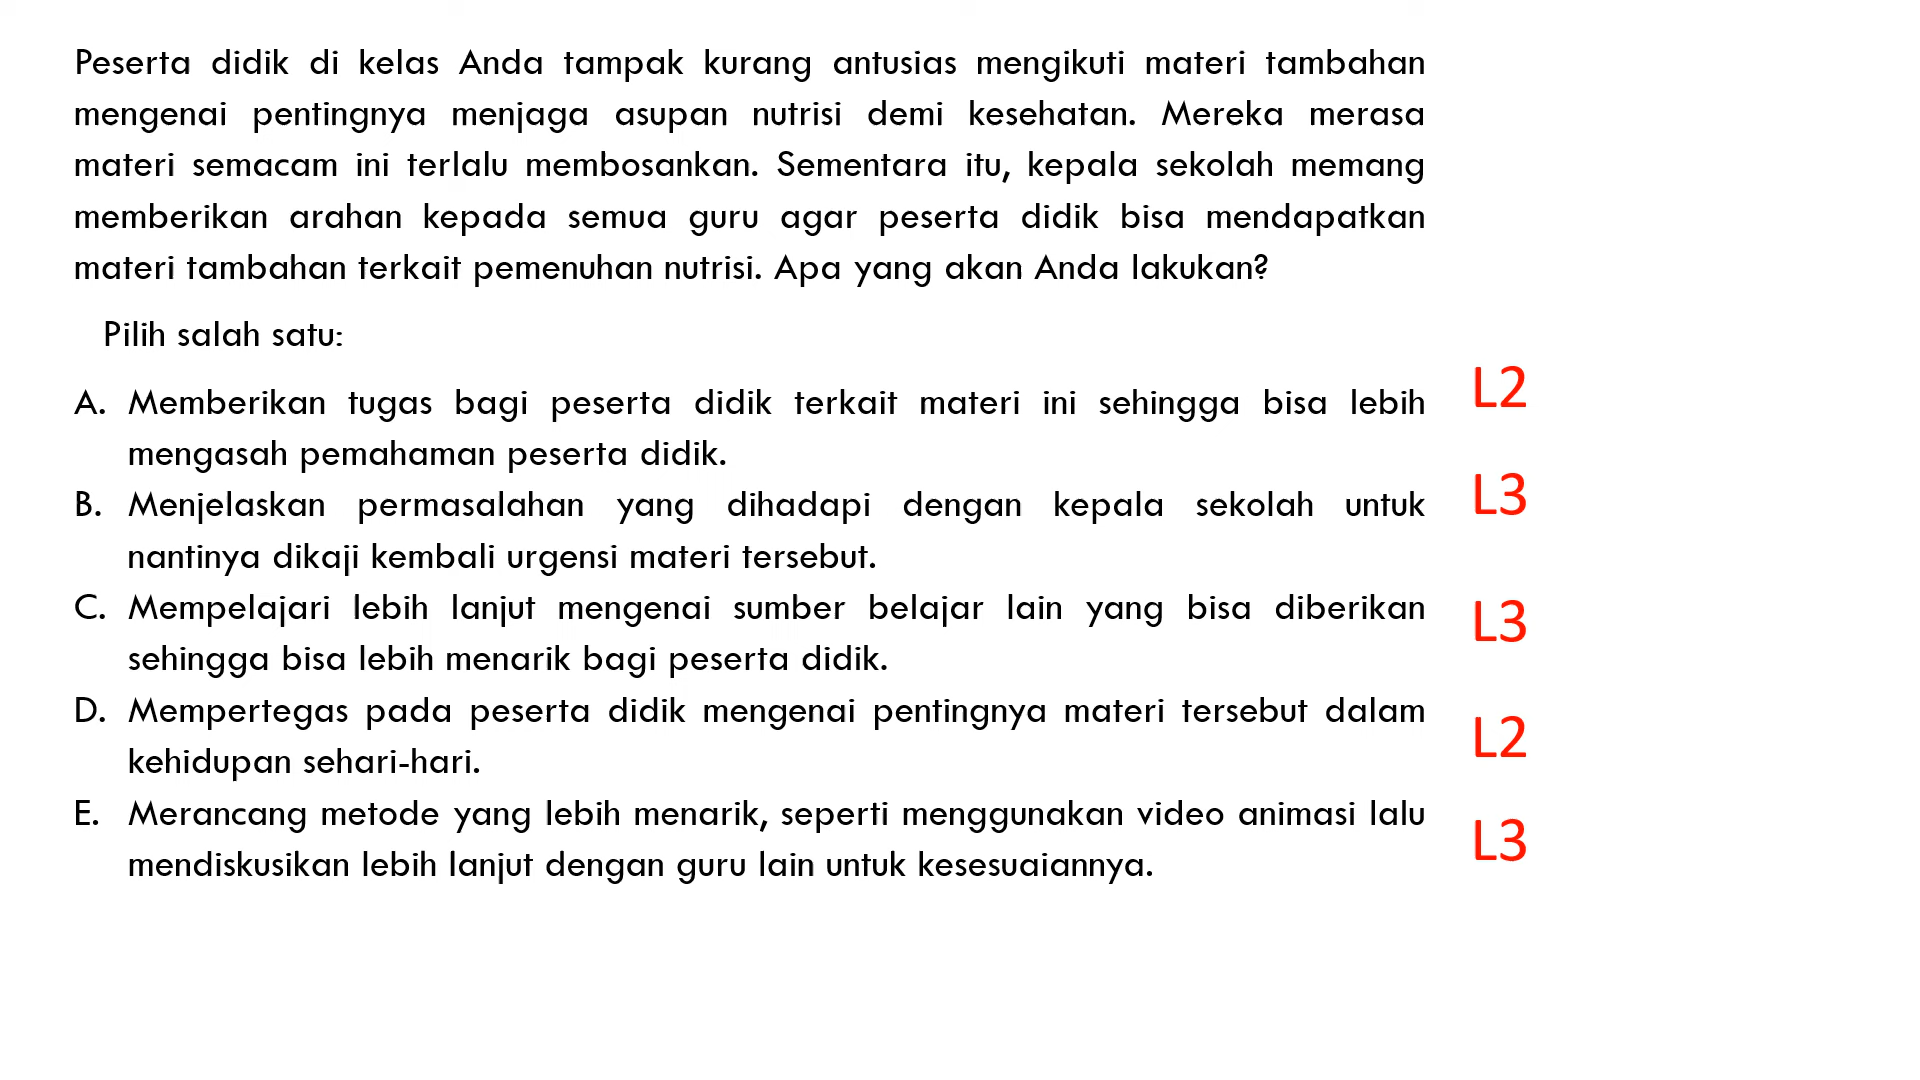 Peserta didik di kelas Anda tampak kurang antusias mengikuti materi tambahan
mengenai pentingnya menjaga asupan nutrisi demi kesehatan. Mereka merasa
materi semacam ini terlalu membosankan. Sementara itu, kepala sekolah memang
memberikan arahan kepada semua guru agar peserta didik bisa mendapatkan
materi tambahan terkait pemenuhan nutrisi. Apa yang akan Anda lakukan?
Pilih salah satu:
A. Memberikan tugas bagi peserta didik terkait materi ini sehingga bisa lebih L2
mengasah pemahaman peserta didik.
B. Menjelaskan permasalahan yang dihadapi dengan kepala sekolah untuk L3
nantinya dikaji kembali urgensi materi tersebut.
C. Mempelajari lebih lanjut mengenai sumber belajar lain yang bisa diberikan L3
sehingga bisa lebih menarik bagi peserta didik.
D. Mempertegas pada peserta didik mengenai pentingnya materi tersebut dalam L2
kehidupan sehari-hari.
E. Merancang metode yang lebih menarik, seperti menggunakan video animasi lalu L3
mendiskusikan lebih lanjut dengan guru lain untuk kesesuaiannya.